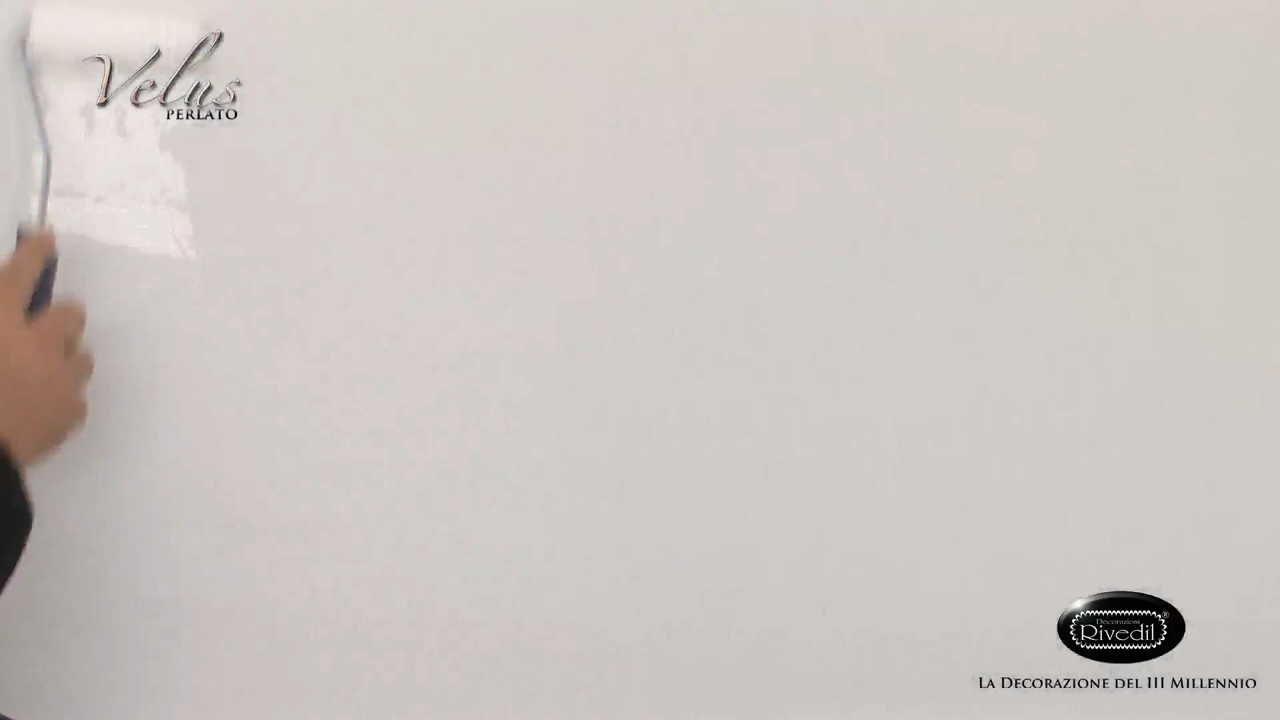 Velus
PERLATO
Decorazioni
Rivedil®
LA DECORAZIONE DEL III MILLENNIO